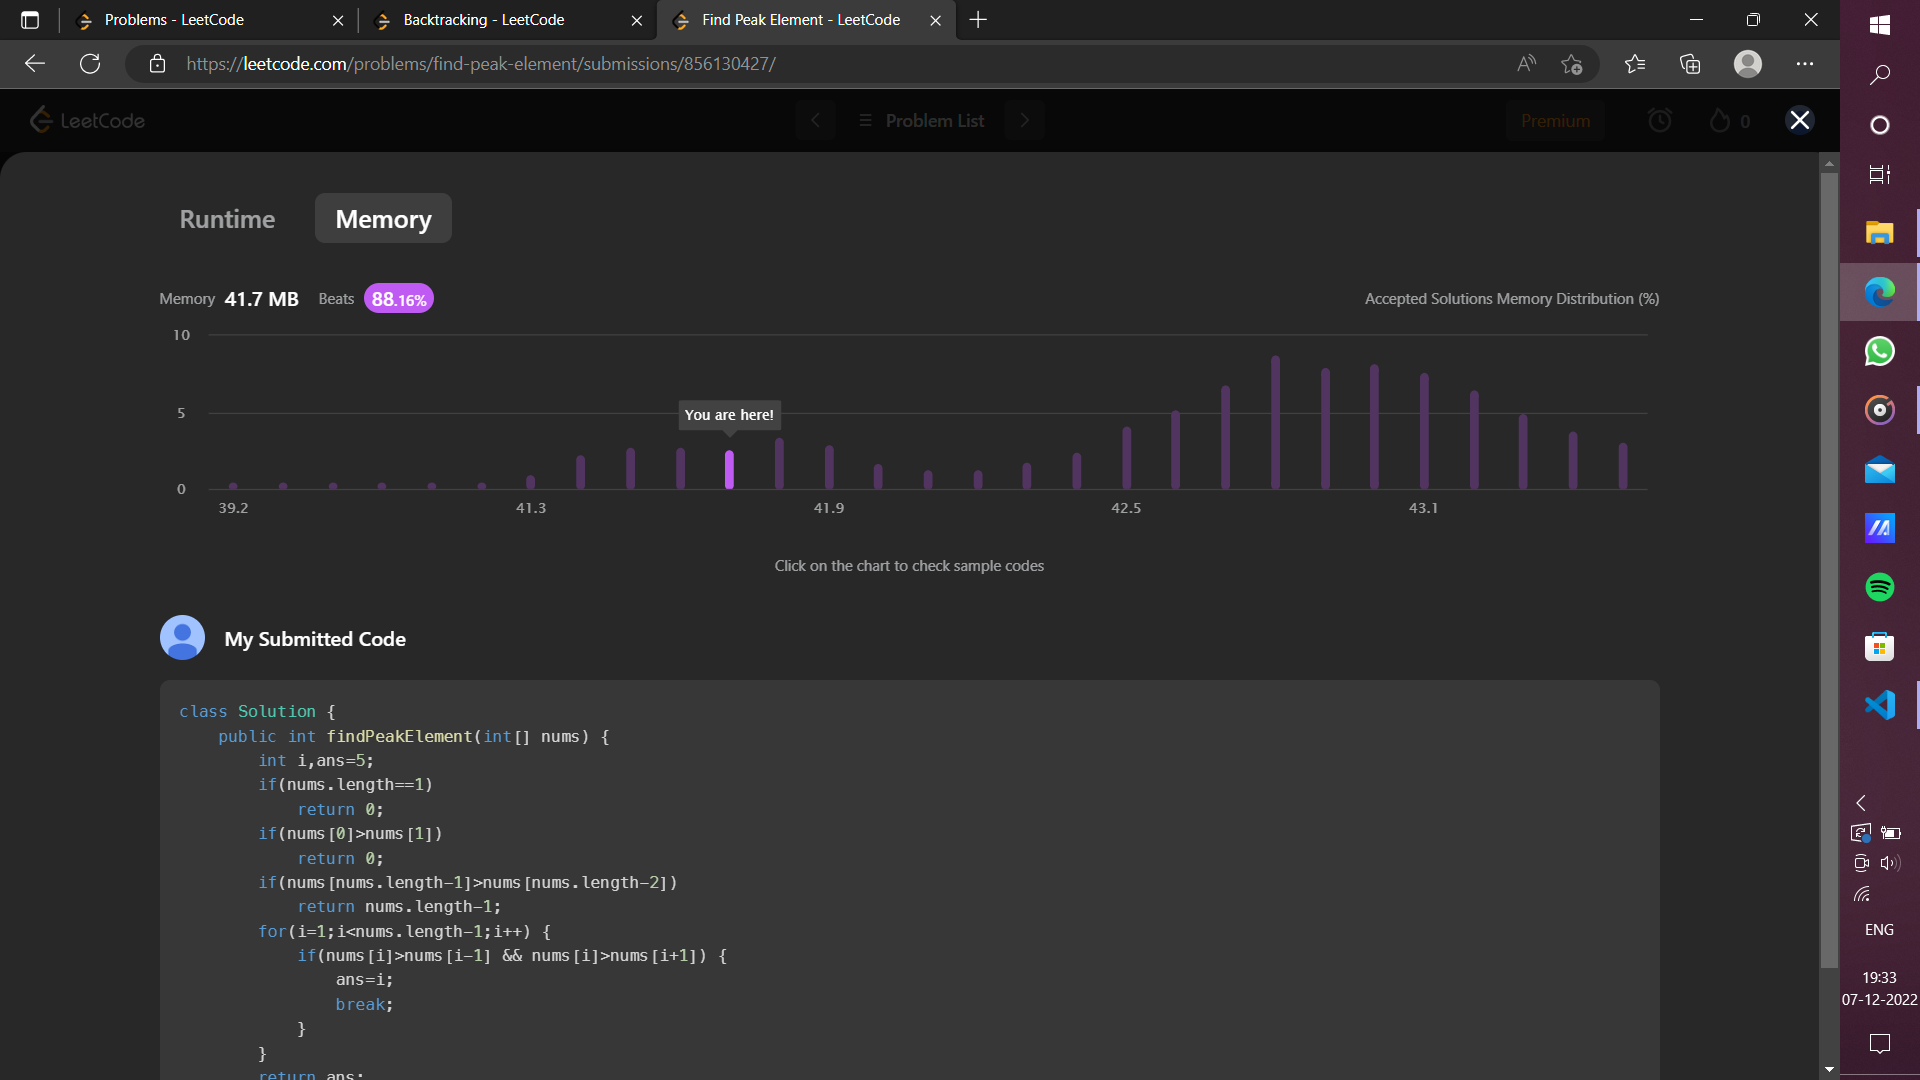 Problems - LeetCode
Backtracking - LeetCode
Find Peak Element - LeetCode
https://leetcode.com/problems/find-peak-element/submissions/856130427/
LeetCode
Problem List
Premium
0
Runtime
Memory
Memory 41.7 MB Beats 88.16%
Accepted Solutions Memory Distribution (%)
10
5
0
You are here!
39.2
41.3
41.9
42.5
43.1
Click on the chart to check sample codes
My Submitted Code
class Solution {
    public int findPeakElement(int[] nums) {
        int i,ans=5;
        if(nums.length==1)
            return 0;
        if(nums[0]>nums[1])
            return 0;
        if(nums[nums.length-1]>nums[nums.length-2])
            return nums.length-1;
        for(i=1;i<nums.length-1;i++) {
            if(nums[i]>nums[i-1] && nums[i]>nums[i+1]) {
                ans=i;
                break;
            }
        }
        return ans;
ENG
19:33
07-12-2022